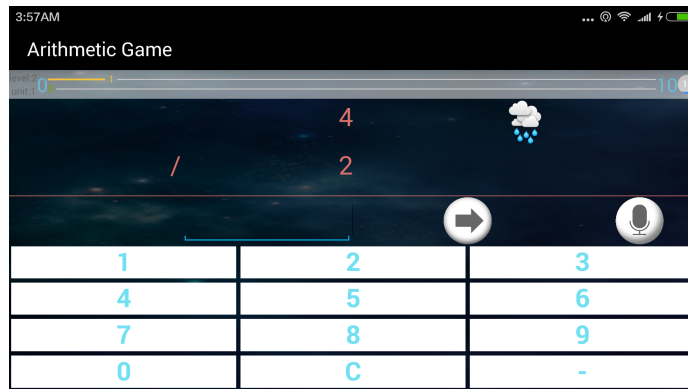 3:57AM ...
Arithmetic Game
level:2 1
unit:1 0 10 1
4
/ 2
1 2 3
4 5 6
7 8 9
0 C -